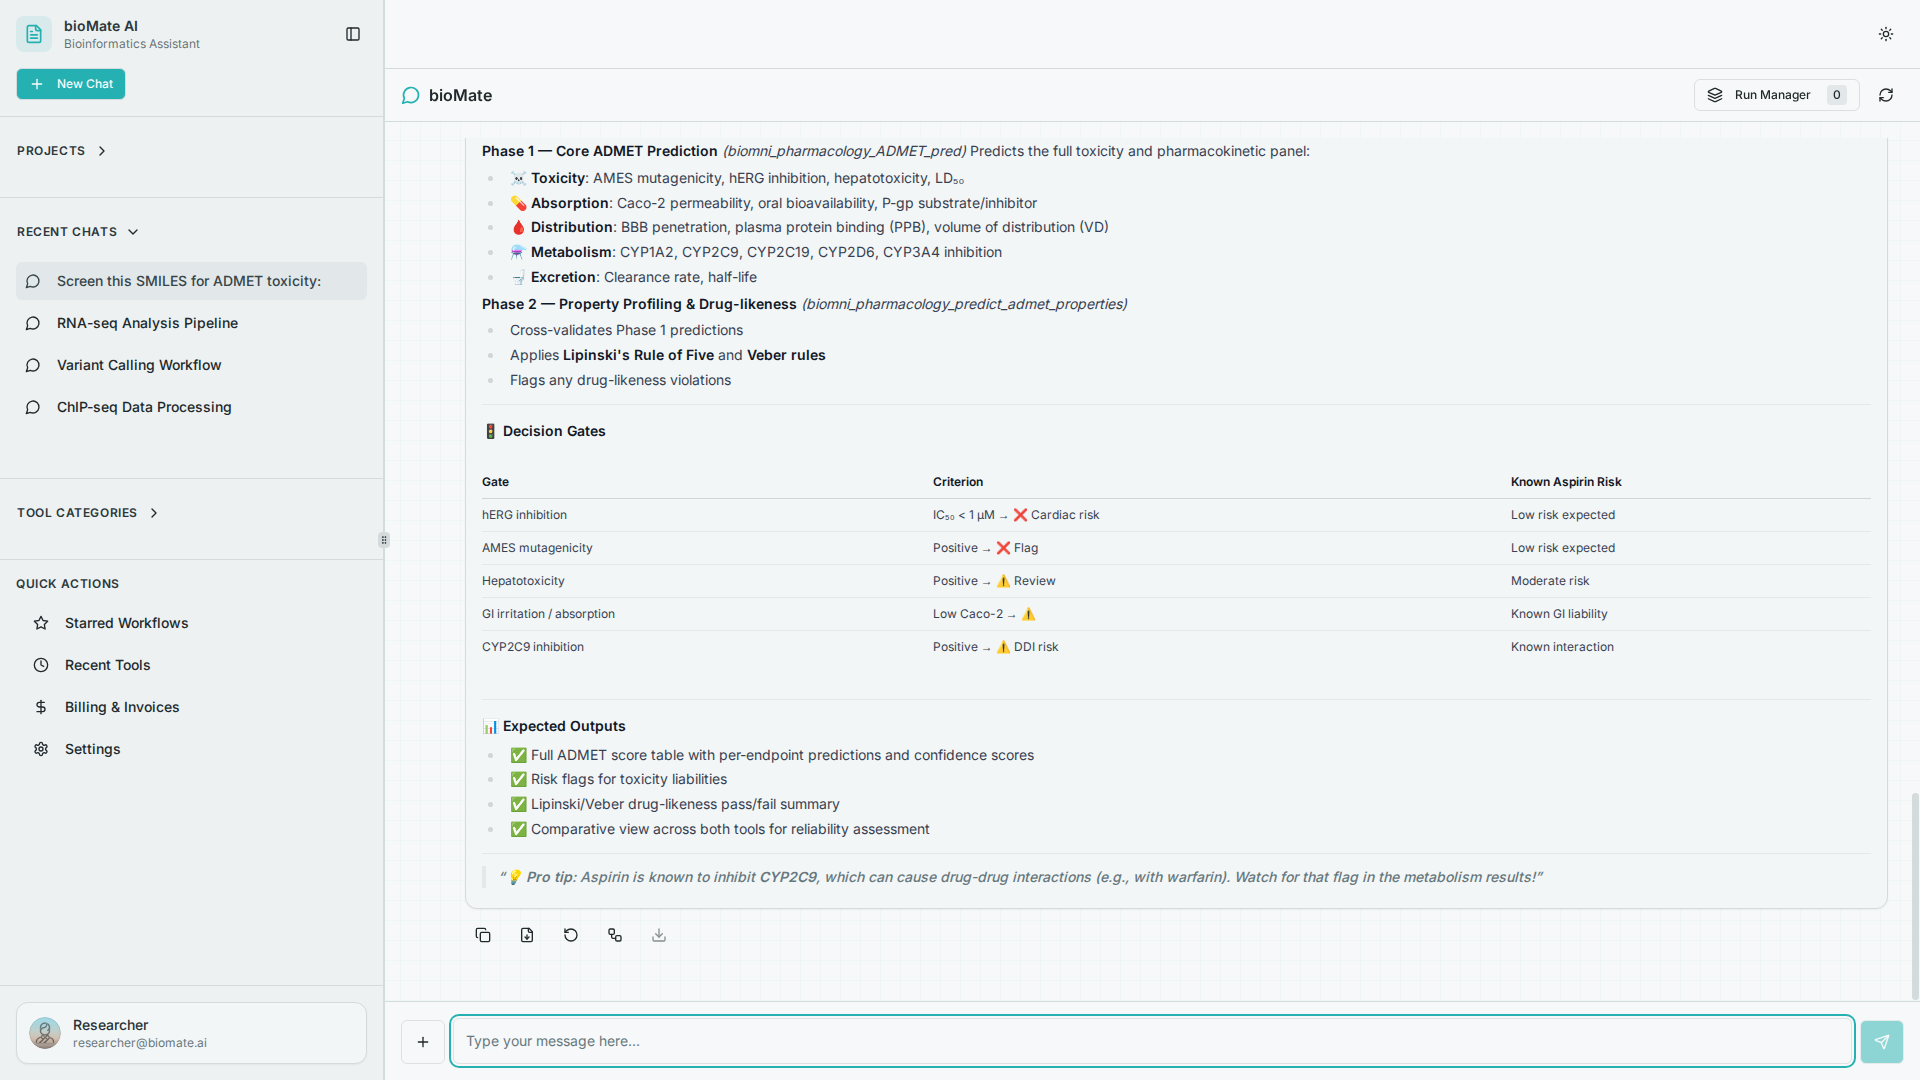 bioMate AI
Bioinformatics Assistant
New Chat
PROJECTS
RECENT CHATS
Screen this SMILES for ADMET toxicity:
RNA-seq Analysis Pipeline
Variant Calling Workflow
ChIP-seq Data Processing
TOOL CATEGORIES
QUICK ACTIONS
Starred Workflows
Recent Tools
Billing & Invoices
Settings
Researcher
researcher@biomate.ai
bioMate
Run Manager 0
Phase 1 — Core ADMET Prediction (biomni_pharmacology_ADMET_pred) Predicts the full toxicity and pharmacokinetic panel:
☠️ Toxicity: AMES mutagenicity, hERG inhibition, hepatotoxicity, LD₅₀
💊 Absorption: Caco-2 permeability, oral bioavailability, P-gp substrate/inhibitor
🩸 Distribution: BBB penetration, plasma protein binding (PPB), volume of distribution (VD)
⚗️ Metabolism: CYP1A2, CYP2C9, CYP2C19, CYP2D6, CYP3A4 inhibition
🚽 Excretion: Clearance rate, half-life
Phase 2 — Property Profiling & Drug-likeness (biomni_pharmacology_predict_admet_properties)
Cross-validates Phase 1 predictions
Applies Lipinski's Rule of Five and Veber rules
Flags any drug-likeness violations
🚦 Decision Gates
Gate Criterion Known Aspirin Risk
hERG inhibition IC₅₀ < 1 μM → ❌ Cardiac risk Low risk expected
AMES mutagenicity Positive → ❌ Flag Low risk expected
Hepatotoxicity Positive → ⚠️ Review Moderate risk
GI irritation / absorption Low Caco-2 → ⚠️ Known GI liability
CYP2C9 inhibition Positive → ⚠️ DDI risk Known interaction
📊 Expected Outputs
✅ Full ADMET score table with per-endpoint predictions and confidence scores
✅ Risk flags for toxicity liabilities
✅ Lipinski/Veber drug-likeness pass/fail summary
✅ Comparative view across both tools for reliability assessment
“💡 Pro tip: Aspirin is known to inhibit CYP2C9, which can cause drug-drug interactions (e.g., with warfarin). Watch for that flag in the metabolism results!”
Type your message here...